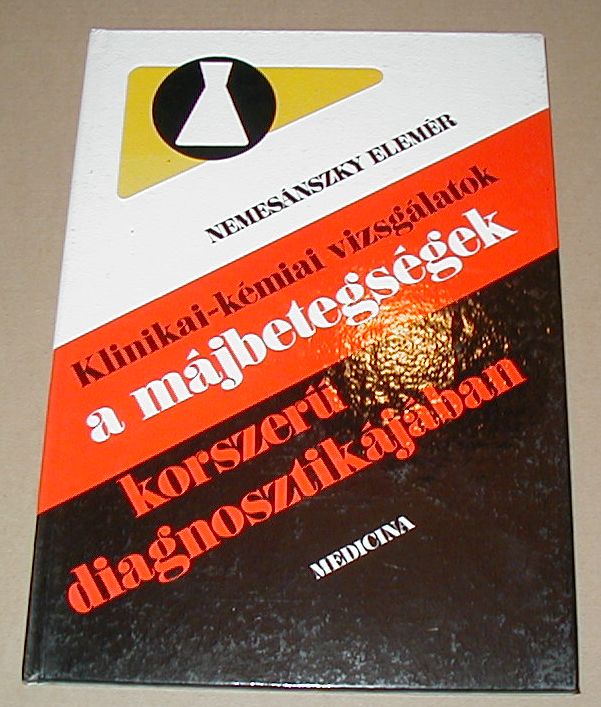 NEMESÁNSZKY ELEMÉR
Klinikai-kémiai vizsgálatok
a májbetegségek
korszerű
diagnosztikájában
MEDICINA